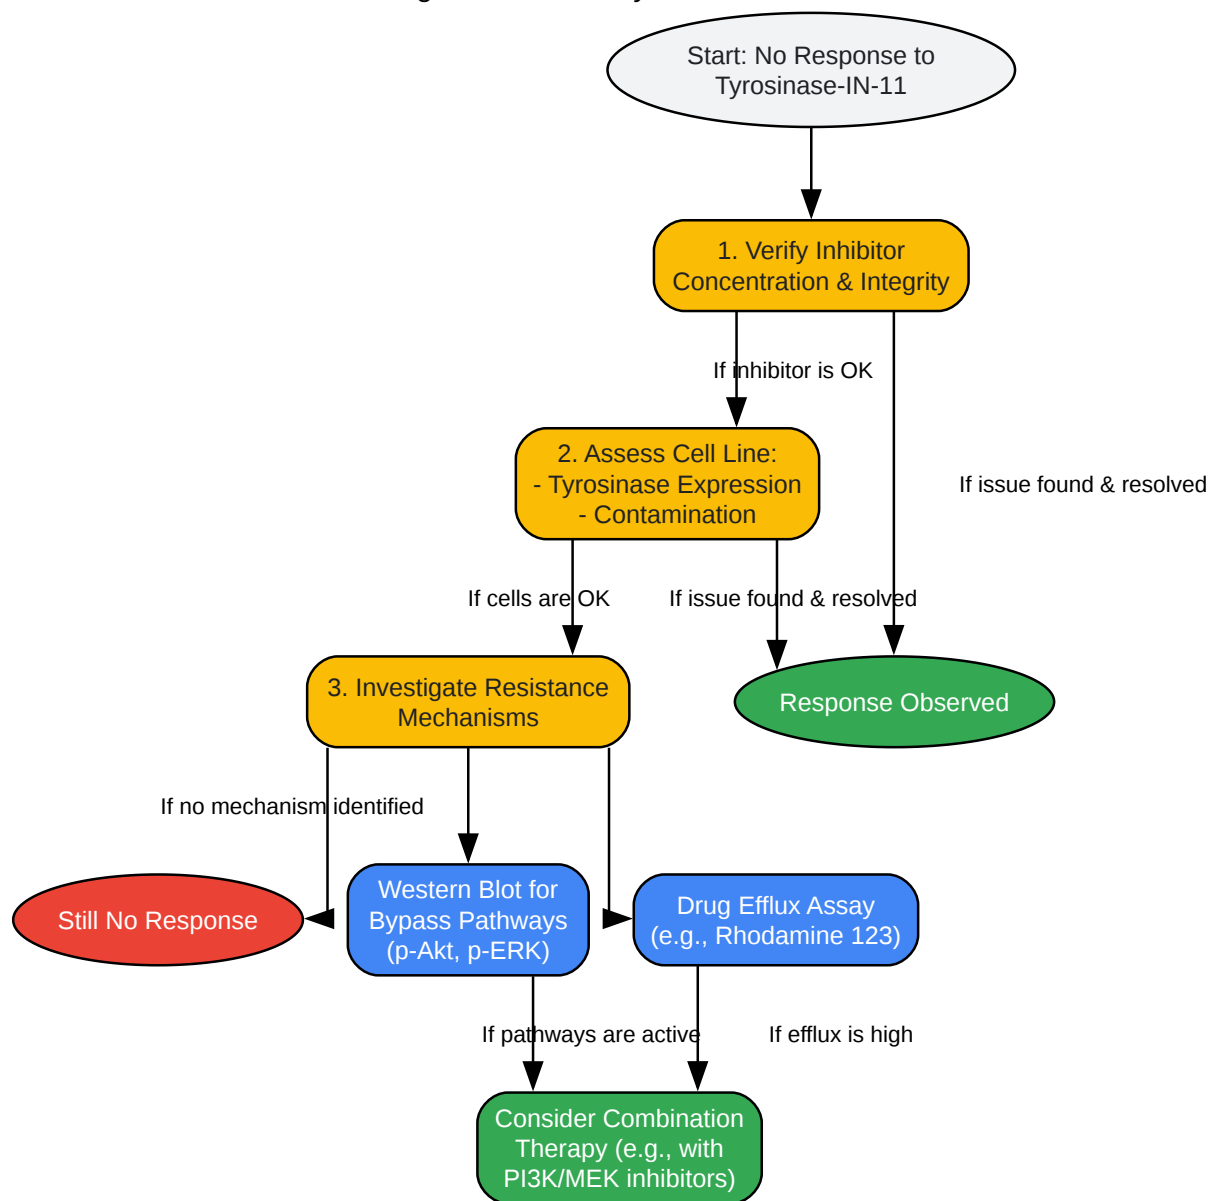 Start: No Response to
Tyrosinase-IN-11
1. Verify Inhibitor
Concentration & Integrity
If inhibitor is OK
2. Assess Cell Line:
- Tyrosinase Expression
- Contamination
If issue found & resolved
If cells are OK
If issue found & resolved
3. Investigate Resistance
Mechanisms
Response Observed
If no mechanism identified
Still No Response
Western Blot for
Bypass Pathways
(p-Akt, p-ERK)
Drug Efflux Assay
(e.g., Rhodamine 123)
If pathways are active
If efflux is high
Consider Combination
Therapy (e.g., with
PI3K/MEK inhibitors)